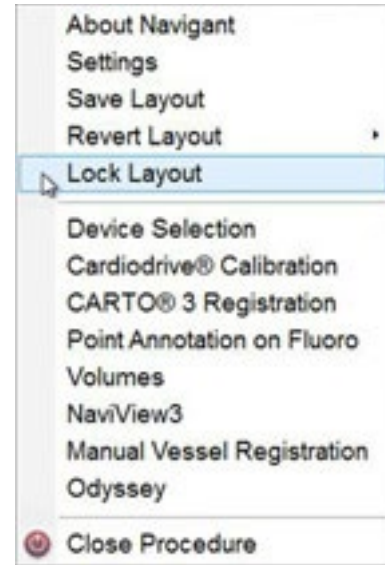 About Navigant
Settings
Save Layout
Revert Layout
Lock Layout
Device Selection
Cardiodrive® Calibration
CARTO® 3 Registration
Point Annotation on Fluoro
Volumes
NaviView3
Manual Vessel Registration
Odyssey
Close Procedure